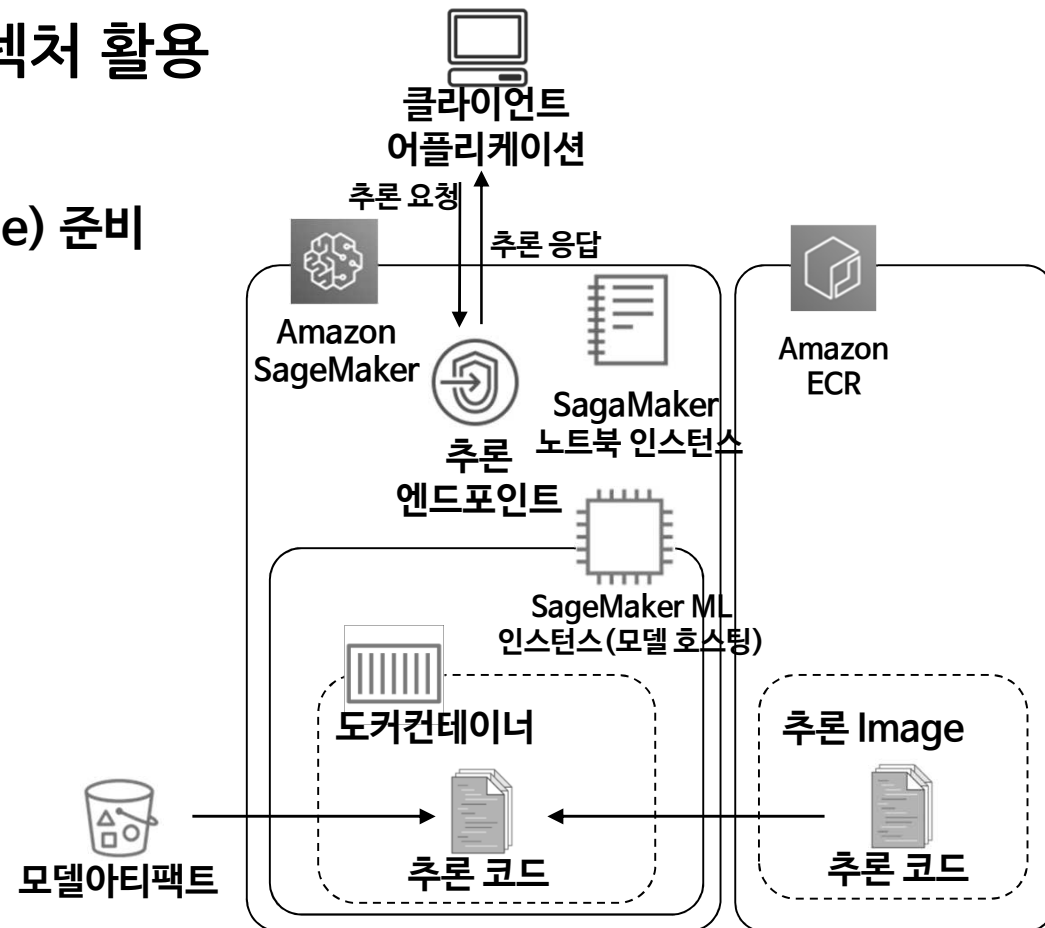 텍처 활용
e) 준비
클라이언트
어플리케이션
추론 요청
추론 응답
Amazon
SageMaker
SagaMaker
노트북 인스턴스
Amazon
ECR
추론
엔드포인트
SageMaker ML
인스턴스(모델 호스팅)
도커컨테이너
추론 Image
모델아티팩트
추론 코드
추론 코드